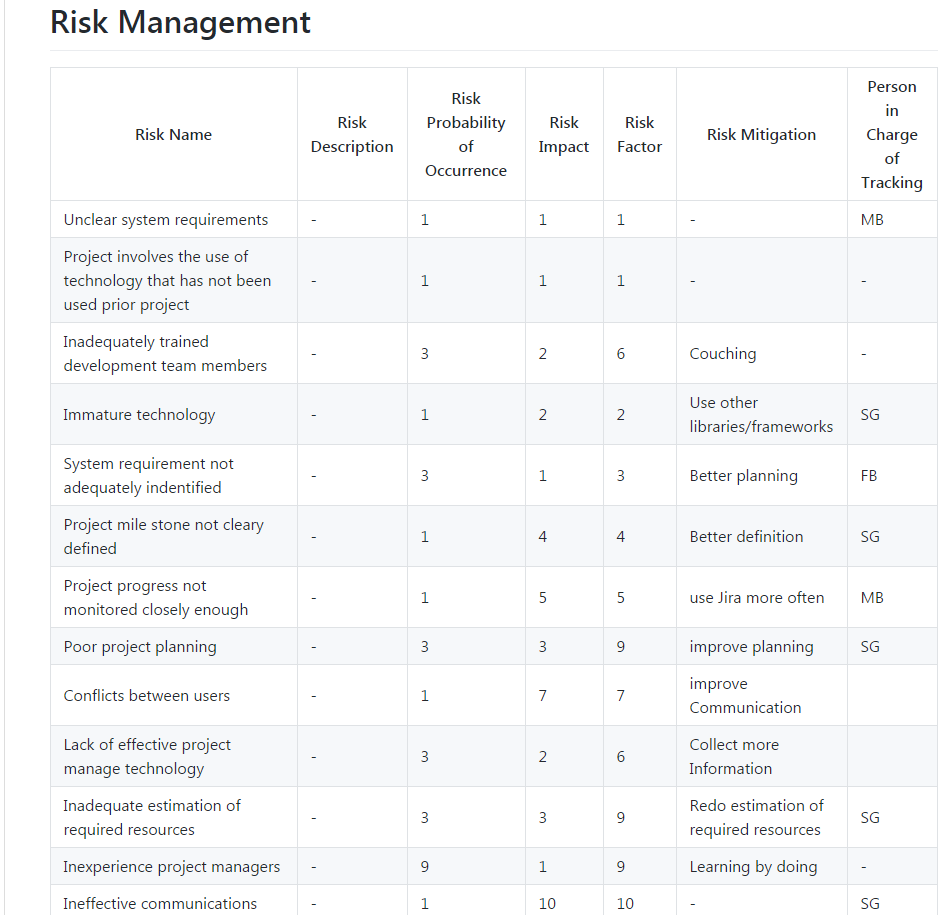 Risk Management
Risk Name
Risk
Description
Risk
Probability
of
Occurrence
Risk
Impact
Risk
Factor
Risk Mitigation
Person
in
Charge
of
Tracking
Unclear system requirements
-
1
1
1
-
MB
Project involves the use of
technology that has not been
used prior project
-
1
1
1
-
-
Inadequately trained
development team members
-
3
2
6
Couching
-
Immature technology
-
1
2
2
Use other
libraries/frameworks
SG
System requirement not
adequately indentified
-
3
1
3
Better planning
FB
Project mile stone not cleary
defined
-
1
4
4
Better definition
SG
Project progress not
monitored closely enough
-
1
5
5
use Jira more often
MB
Poor project planning
-
3
3
9
improve planning
SG
Conflicts between users
-
1
7
7
improve
Communication
Lack of effective project
manage technology
-
3
2
6
Collect more
Information
Inadequate estimation of
required resources
-
3
3
9
Redo estimation of
required resources
SG
Inexperience project managers
-
9
1
9
Learning by doing
-
Ineffective communications
-
1
10
10
-
SG